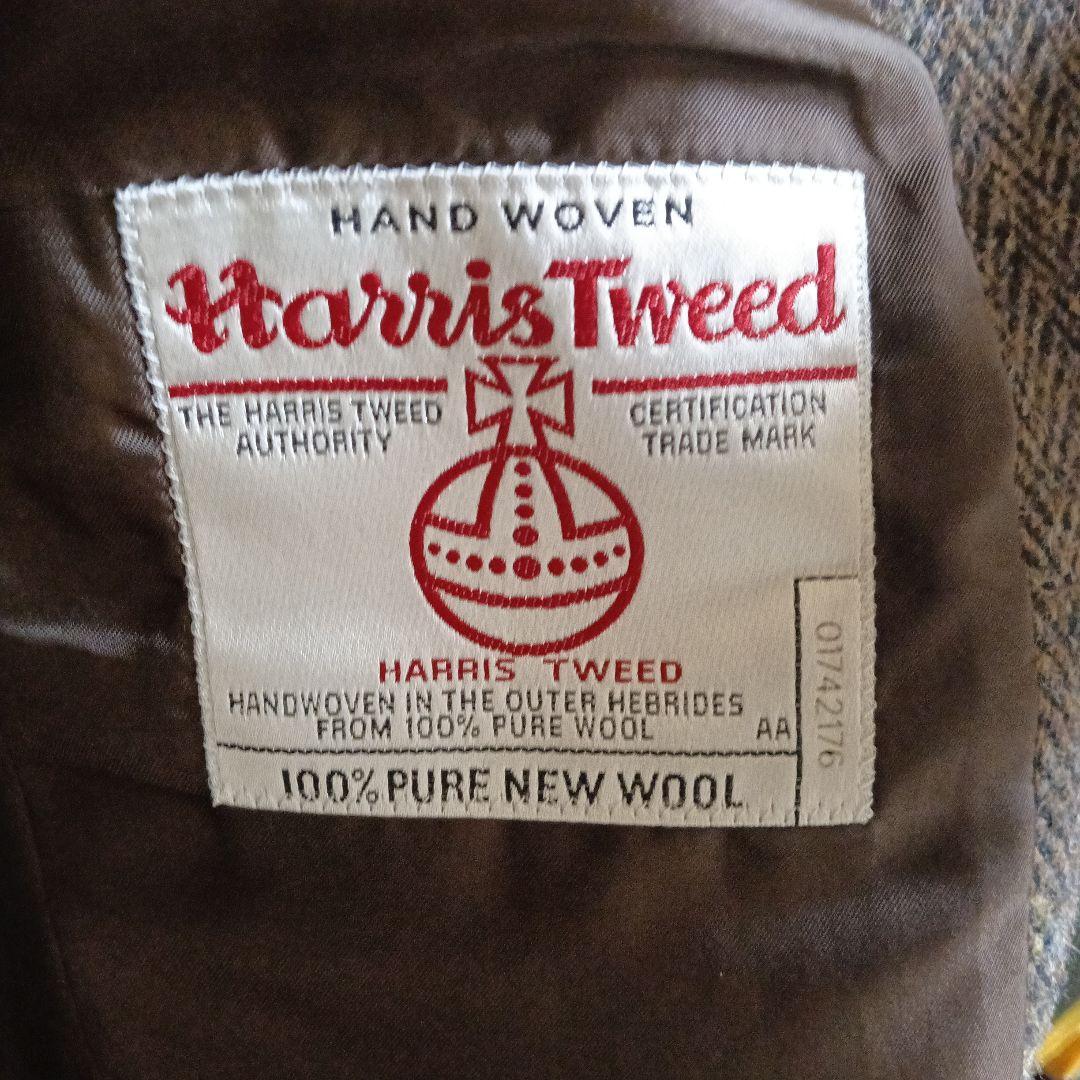 HAND WOVEN
Harris Tweed
THE HARRIS TWEED
AUTHORITY
CERTIFICATION
TRADE MARK
HARRIS TWEED
HANDWOVEN IN THE OUTER HEBRIDES
FROM 100% PURE WOOL
AA
01742176
100% PURE NEW WOOL